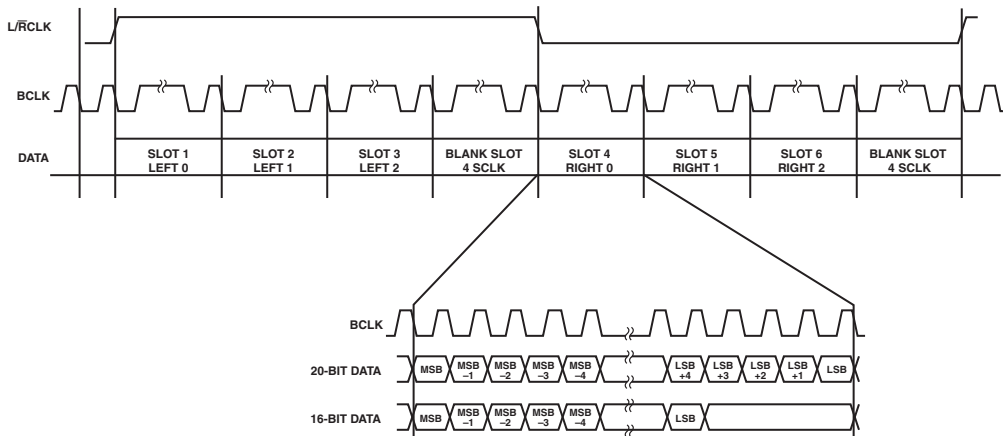 L/R̅CLK
BCLK
DATA
SLOT 1
LEFT 0
SLOT 2
LEFT 1
SLOT 3
LEFT 2
BLANK SLOT
4 SCLK
SLOT 4
RIGHT 0
SLOT 5
RIGHT 1
SLOT 6
RIGHT 2
BLANK SLOT
4 SCLK
BCLK
20-BIT DATA
MSB
MSB
–1
MSB
–2
MSB
–3
MSB
–4
LSB
+4
LSB
+3
LSB
+2
LSB
+1
LSB
16-BIT DATA
MSB
MSB
–1
MSB
–2
MSB
–3
MSB
–4
LSB